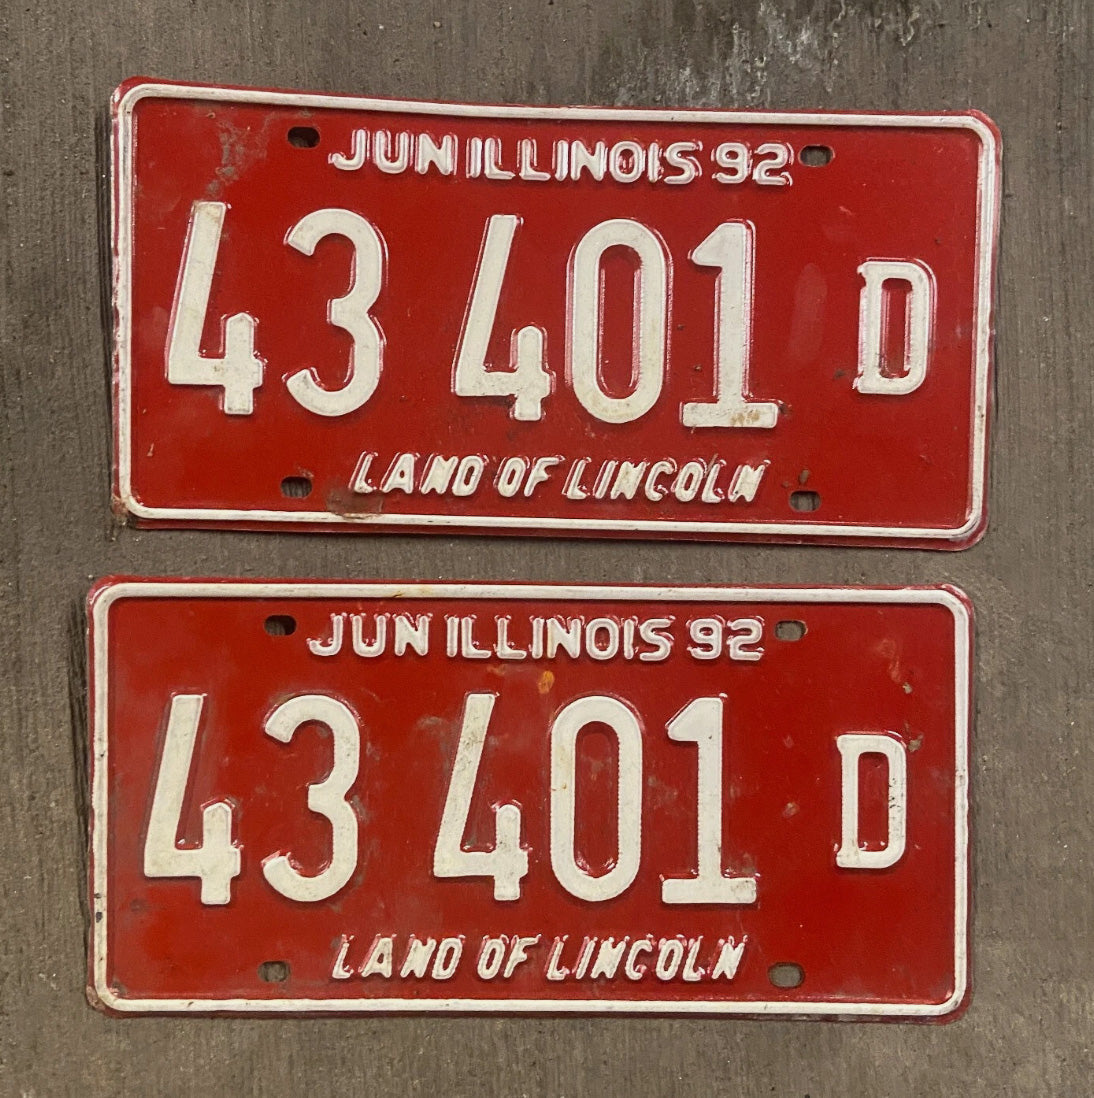 JUN ILLINOIS 92
43 401 D
LAND OF LINCOLN
JUN ILLINOIS 92
43 401 D
LAND OF LINCOLN